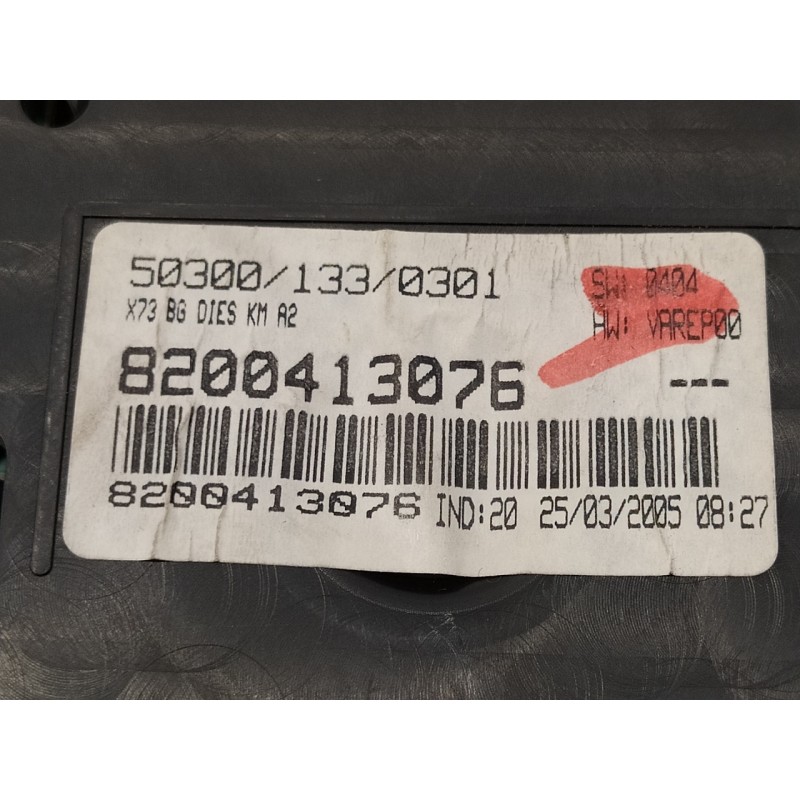 50300/133/0301
SW: 0404
X73 BG DIES KM A2
HW: VAREP00
8200413076
---
8200413076 IND:20 25/03/2005 08:27